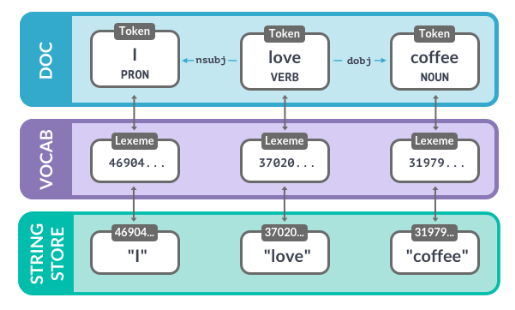 DOC
Token Token Token
I love coffee
nsubj dobj
PRON VERB NOUN
VOCAB
Lexeme Lexeme Lexeme
46904... 37020... 31979...
STRING
STORE
46904... 37020... 31979...
"I" "love" "coffee"